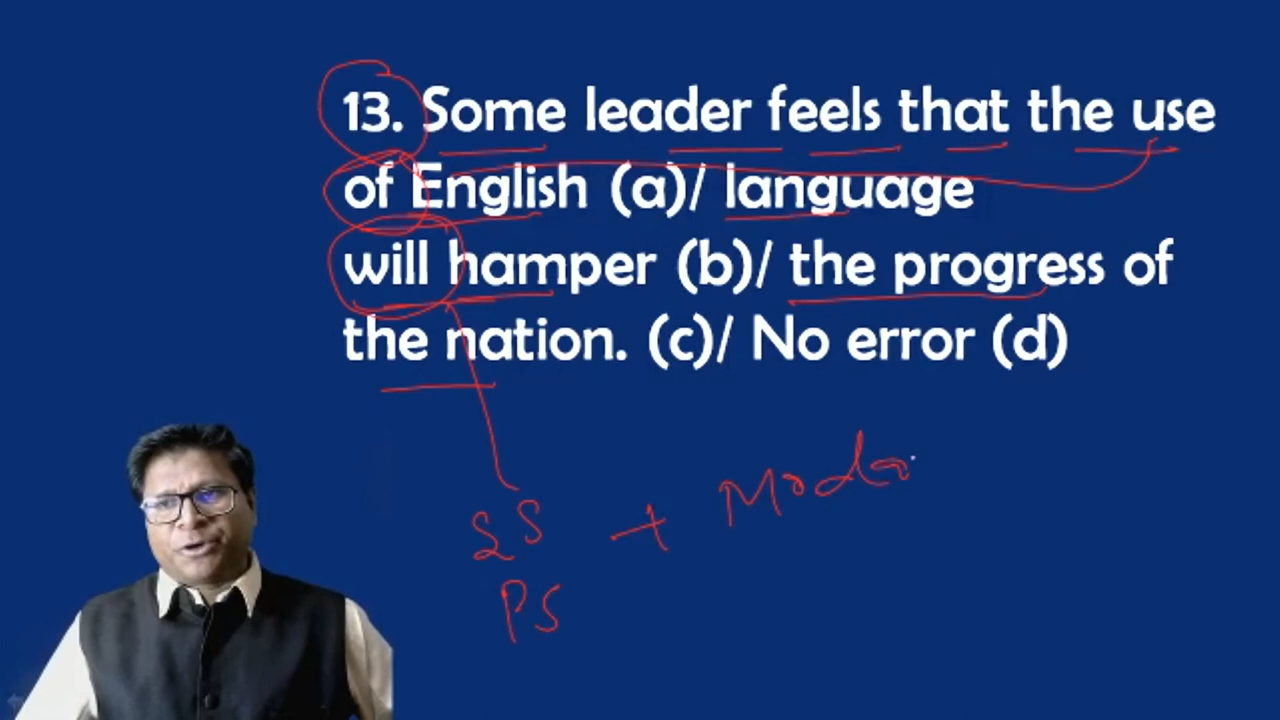 13. Some leader feels that the use
of English (a)/ language
will hamper (b)/ the progress of
the nation. (c)/ No error (d)
SS + Moda
PS